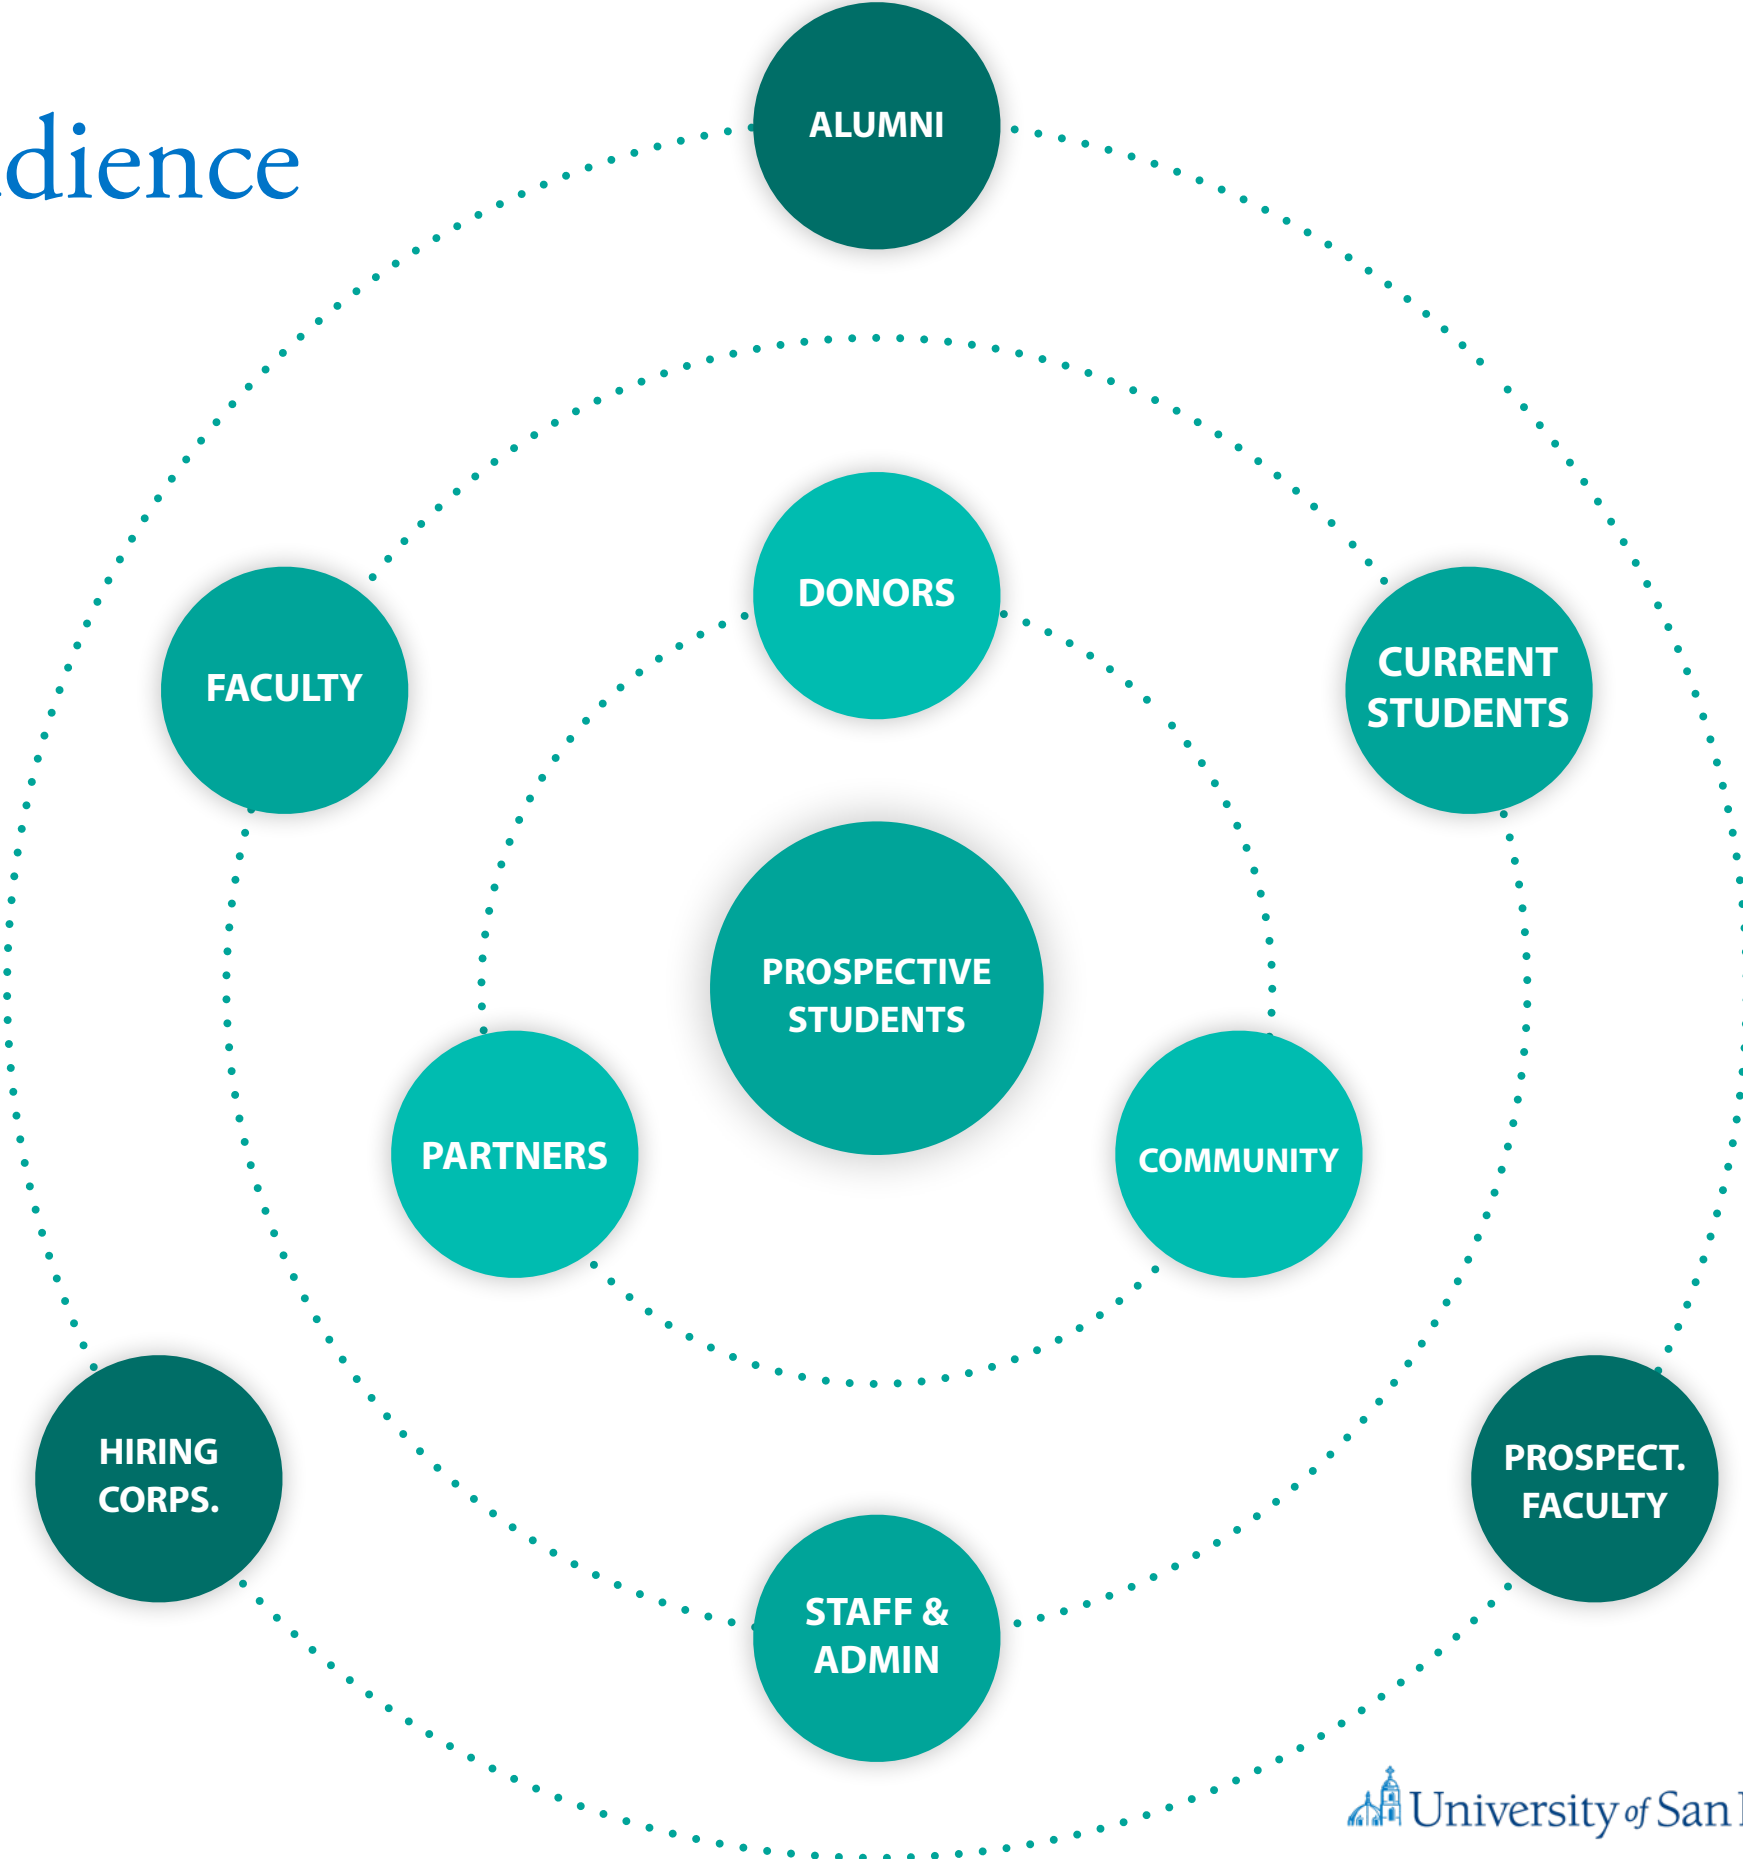 ALUMNI
dience
DONORS
FACULTY
CURRENT
STUDENTS
PROSPECTIVE
STUDENTS
PARTNERS
COMMUNITY
HIRING
CORPS.
PROSPECT.
FACULTY
STAFF &
ADMIN
University of San